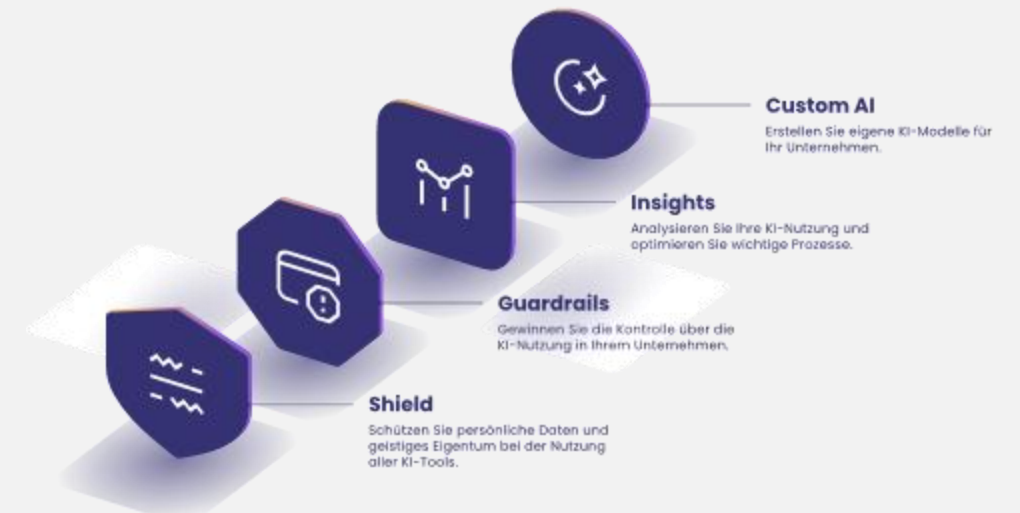 Custom AI
Erstellen Sie eigene KI-Modelle für
Ihr Unternehmen.
Insights
Analysieren Sie Ihre KI-Nutzung und
optimieren Sie wichtige Prozesse.
Guardrails
Gewinnen Sie die Kontrolle über die
KI-Nutzung in Ihrem Unternehmen.
Shield
Schützen Sie persönliche Daten und
geistiges Eigentum bei der Nutzung
aller KI-Tools.